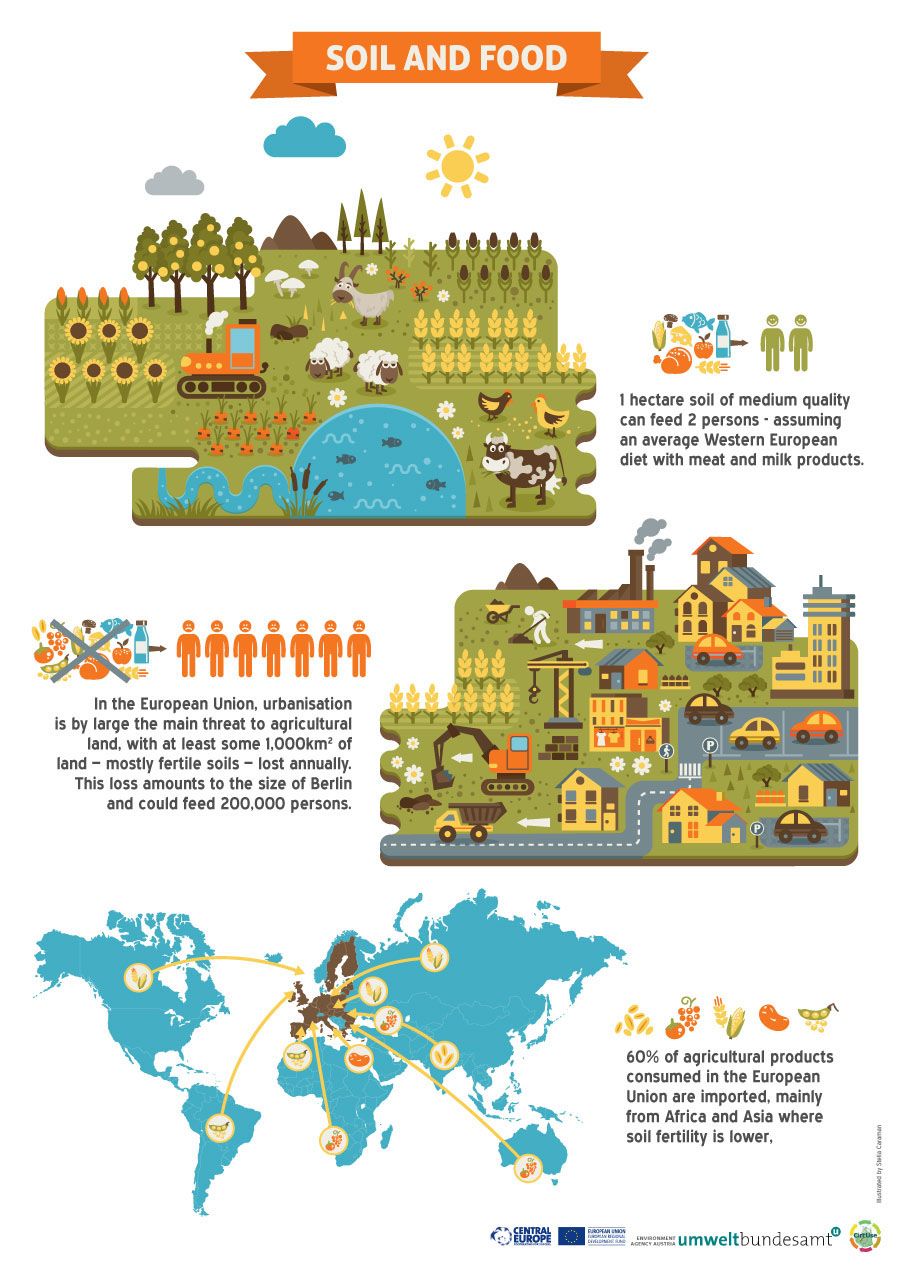 SOIL AND FOOD
1 hectare soil of medium quality
can feed 2 persons - assuming
an average Western European
diet with meat and milk products.
In the European Union, urbanisation
is by large the main threat to agricultural
land, with at least some 1,000km² of
land – mostly fertile soils – lost annually.
This loss amounts to the size of Berlin
and could feed 200,000 persons.
P
P
60% of agricultural products
consumed in the European
Union are imported, mainly
from Africa and Asia where
soil fertility is lower,
Illustrated by Stella Caraman
CENTRAL
EUROPE
EUROPEAN UNION
EUROPEAN REGIONAL
DEVELOPMENT FUND
ENVIRONMENT
AGENCY AUSTRIA
umweltbundesamt
U
CircUse